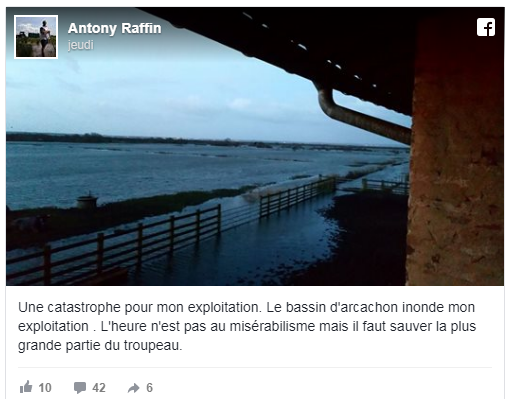 Antony Raffin
jeudi
Une catastrophe pour mon exploitation. Le bassin d'arcachon inonde mon
exploitation . L'heure n'est pas au misérabilisme mais il faut sauver la plus
grande partie du troupeau.
10 42 6